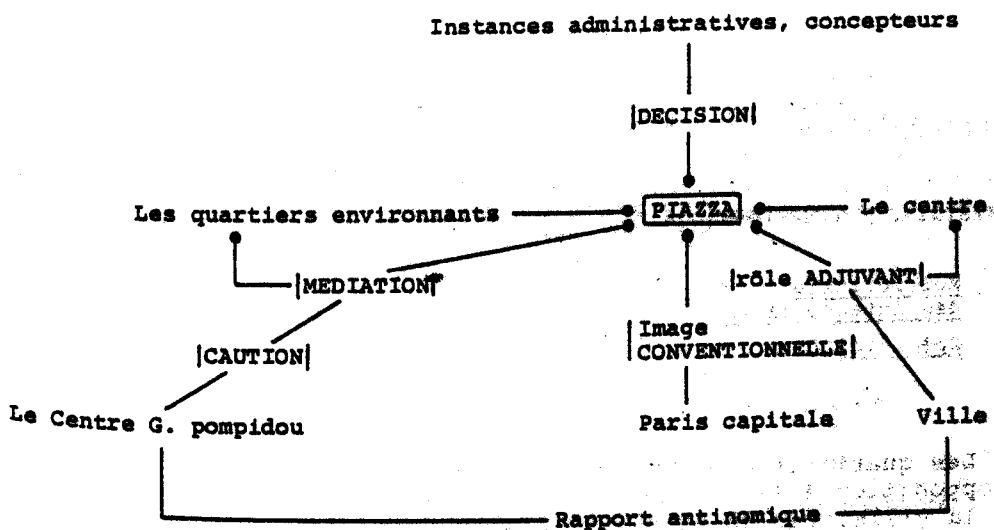 Instances administratives, concepteurs
|DECISION|
Les quartiers environnants
PIAZZA
Le centre
|MEDIATION|
|rôle ADJUVANT|
|Image CONVENTIONNELLE|
|CAUTION|
Le Centre G. pompidou
Paris capitale
Ville
Rapport antinomique